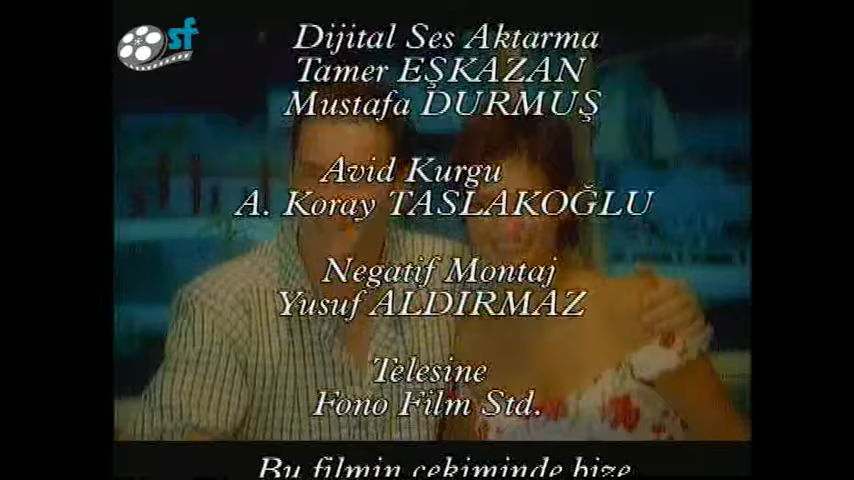 sf
Dijital Ses Aktarma
Tamer EŞKAZAN
Mustafa DURMUŞ
Avid Kurgu
A. Koray TASLAKOĞLU
Negatif Montaj
Yusuf ALDIRMAZ
Telesine
Fono Film Std.
Bu filmin çekiminde bize